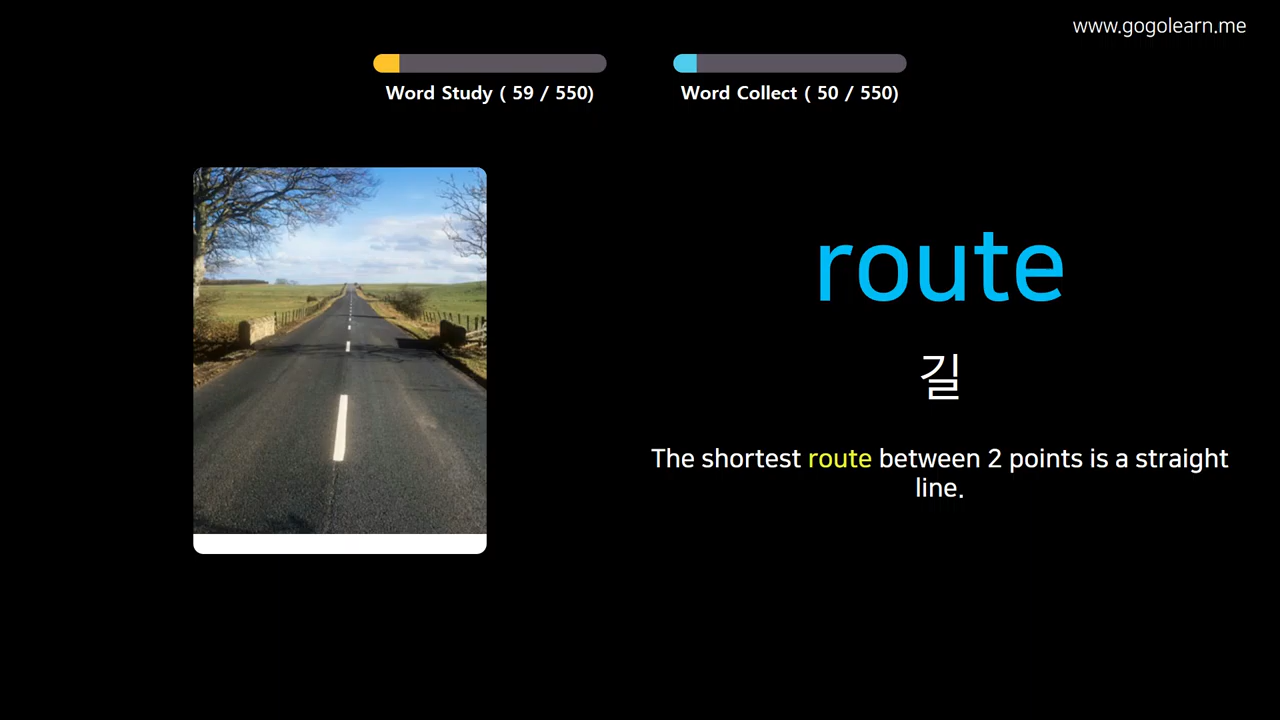 www.gogolearn.me
Word Study ( 59 / 550)
Word Collect ( 50 / 550)
route
길
The shortest route between 2 points is a straight
line.